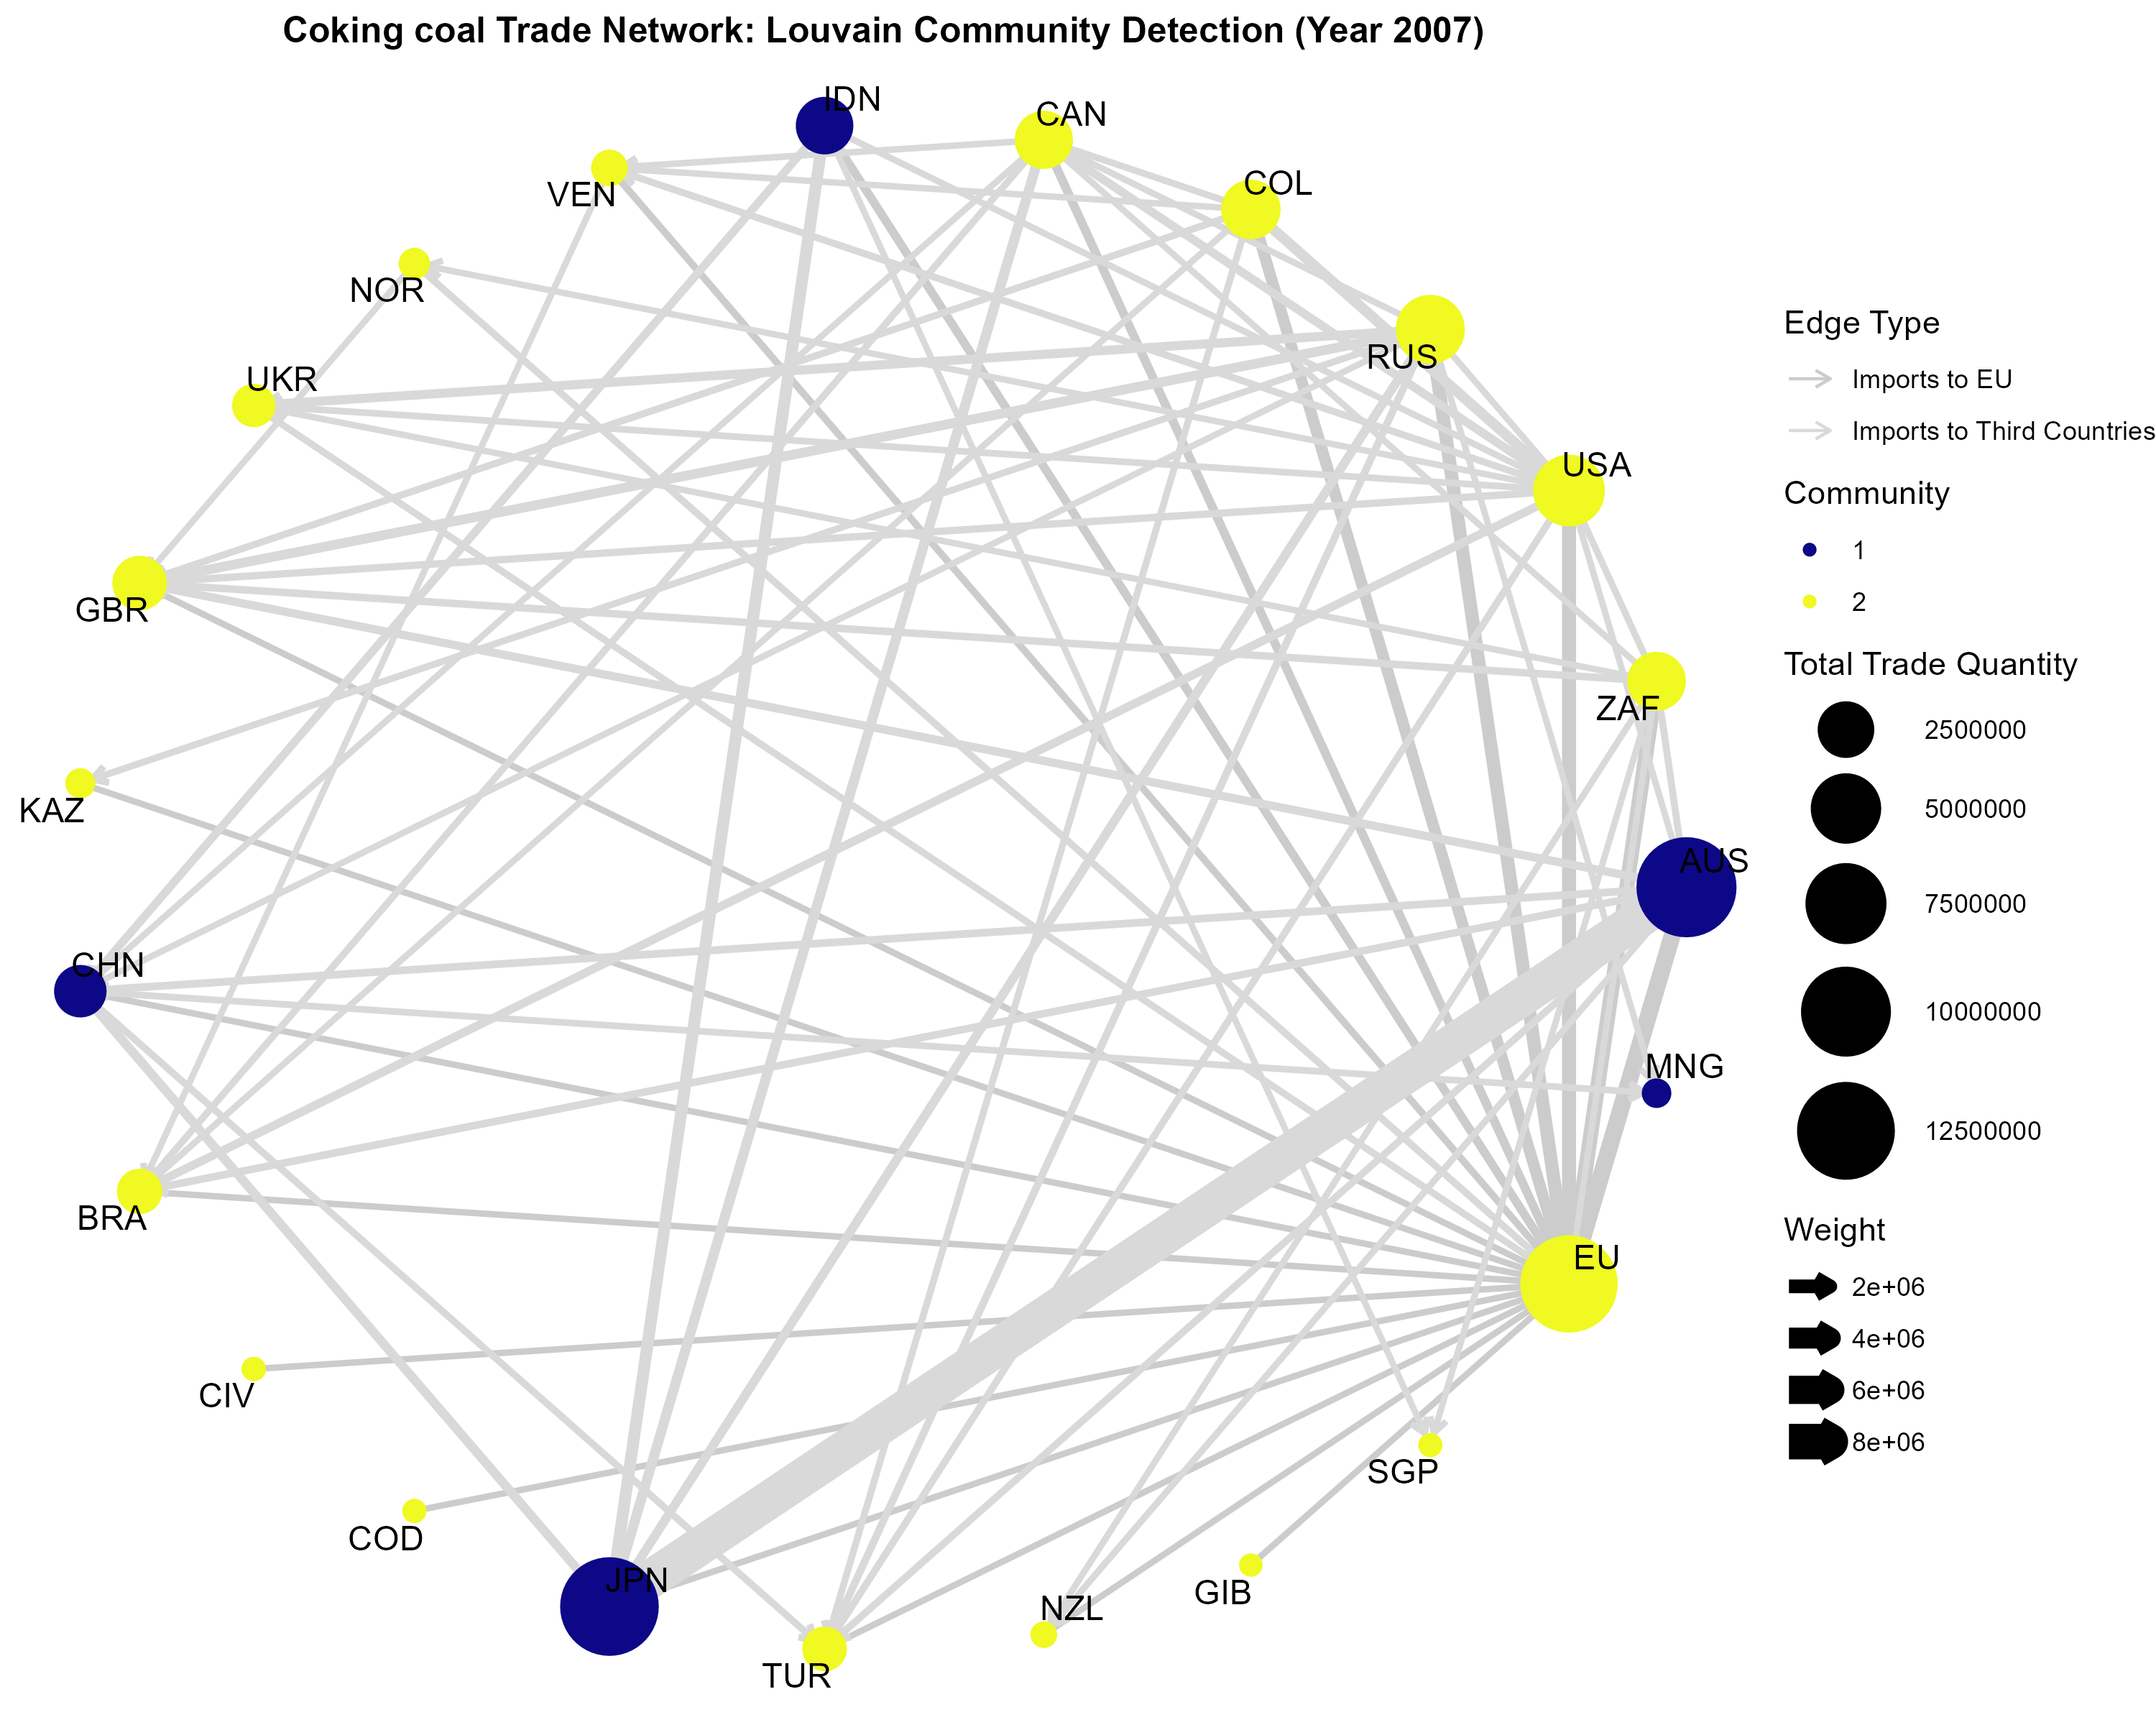 Coking coal Trade Network: Louvain Community Detection (Year 2007)
IDN
CAN
VEN
COL
NOR
RUS
UKR
USA
GBR
ZAF
KAZ
AUS
CHN
MNG
BRA
EU
CIV
SGP
COD
JPN
GIB
NZL
TUR
Edge Type
Imports to EU
Imports to Third Countries
Community
1
2
Total Trade Quantity
2500000
5000000
7500000
10000000
12500000
Weight
2e+06
4e+06
6e+06
8e+06